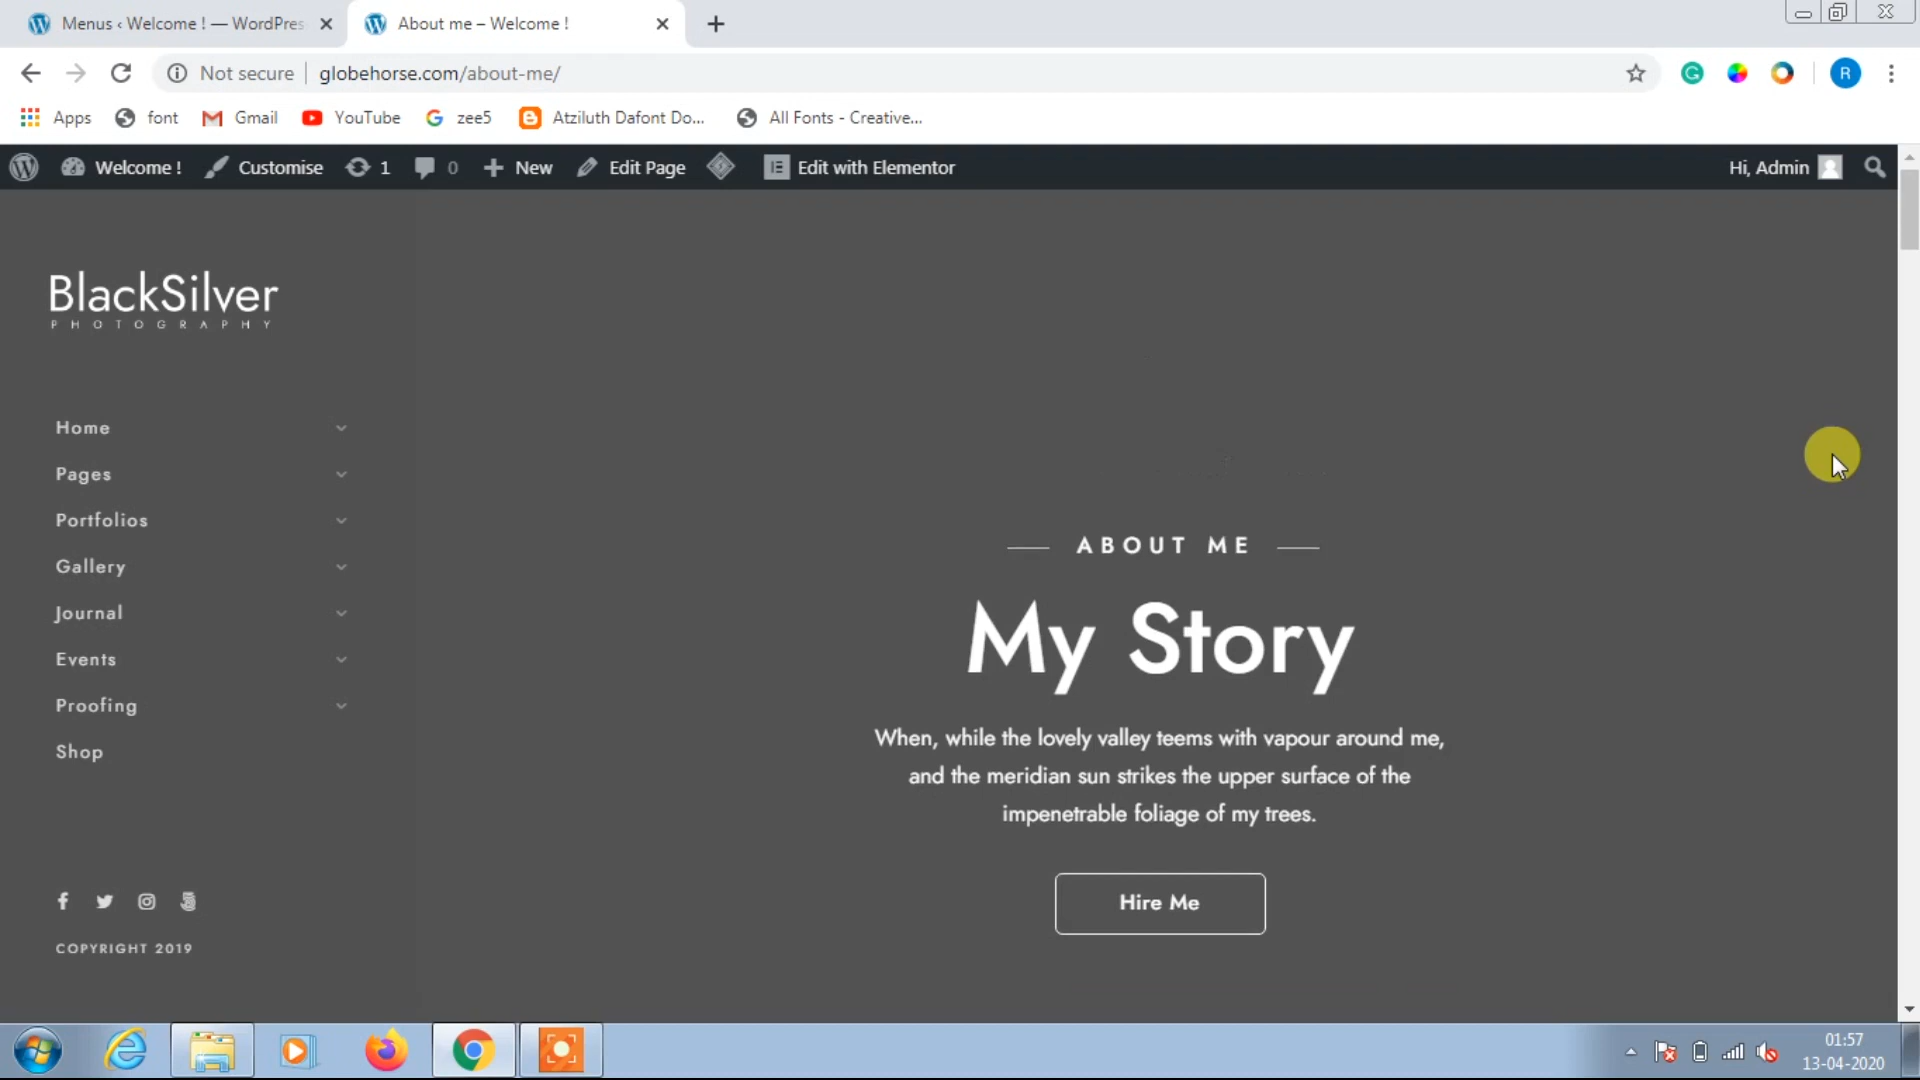 Menus ‹ Welcome ! — WordPres
About me – Welcome !
Not secure
globehorse.com/about-me/
R
Apps
font
Gmail
YouTube
zee5
Atziluth Dafont Do...
All Fonts - Creative...
Welcome !
Customise
1
0
New
Edit Page
Edit with Elementor
Hi, Admin
BlackSilver
PHOTOGRAPHY
Home
Pages
Portfolios
Gallery
Journal
Events
Proofing
Shop
COPYRIGHT 2019
ABOUT ME
My Story
When, while the lovely valley teems with vapour around me,
and the meridian sun strikes the upper surface of the
impenetrable foliage of my trees.
Hire Me
01:57
13-04-2020